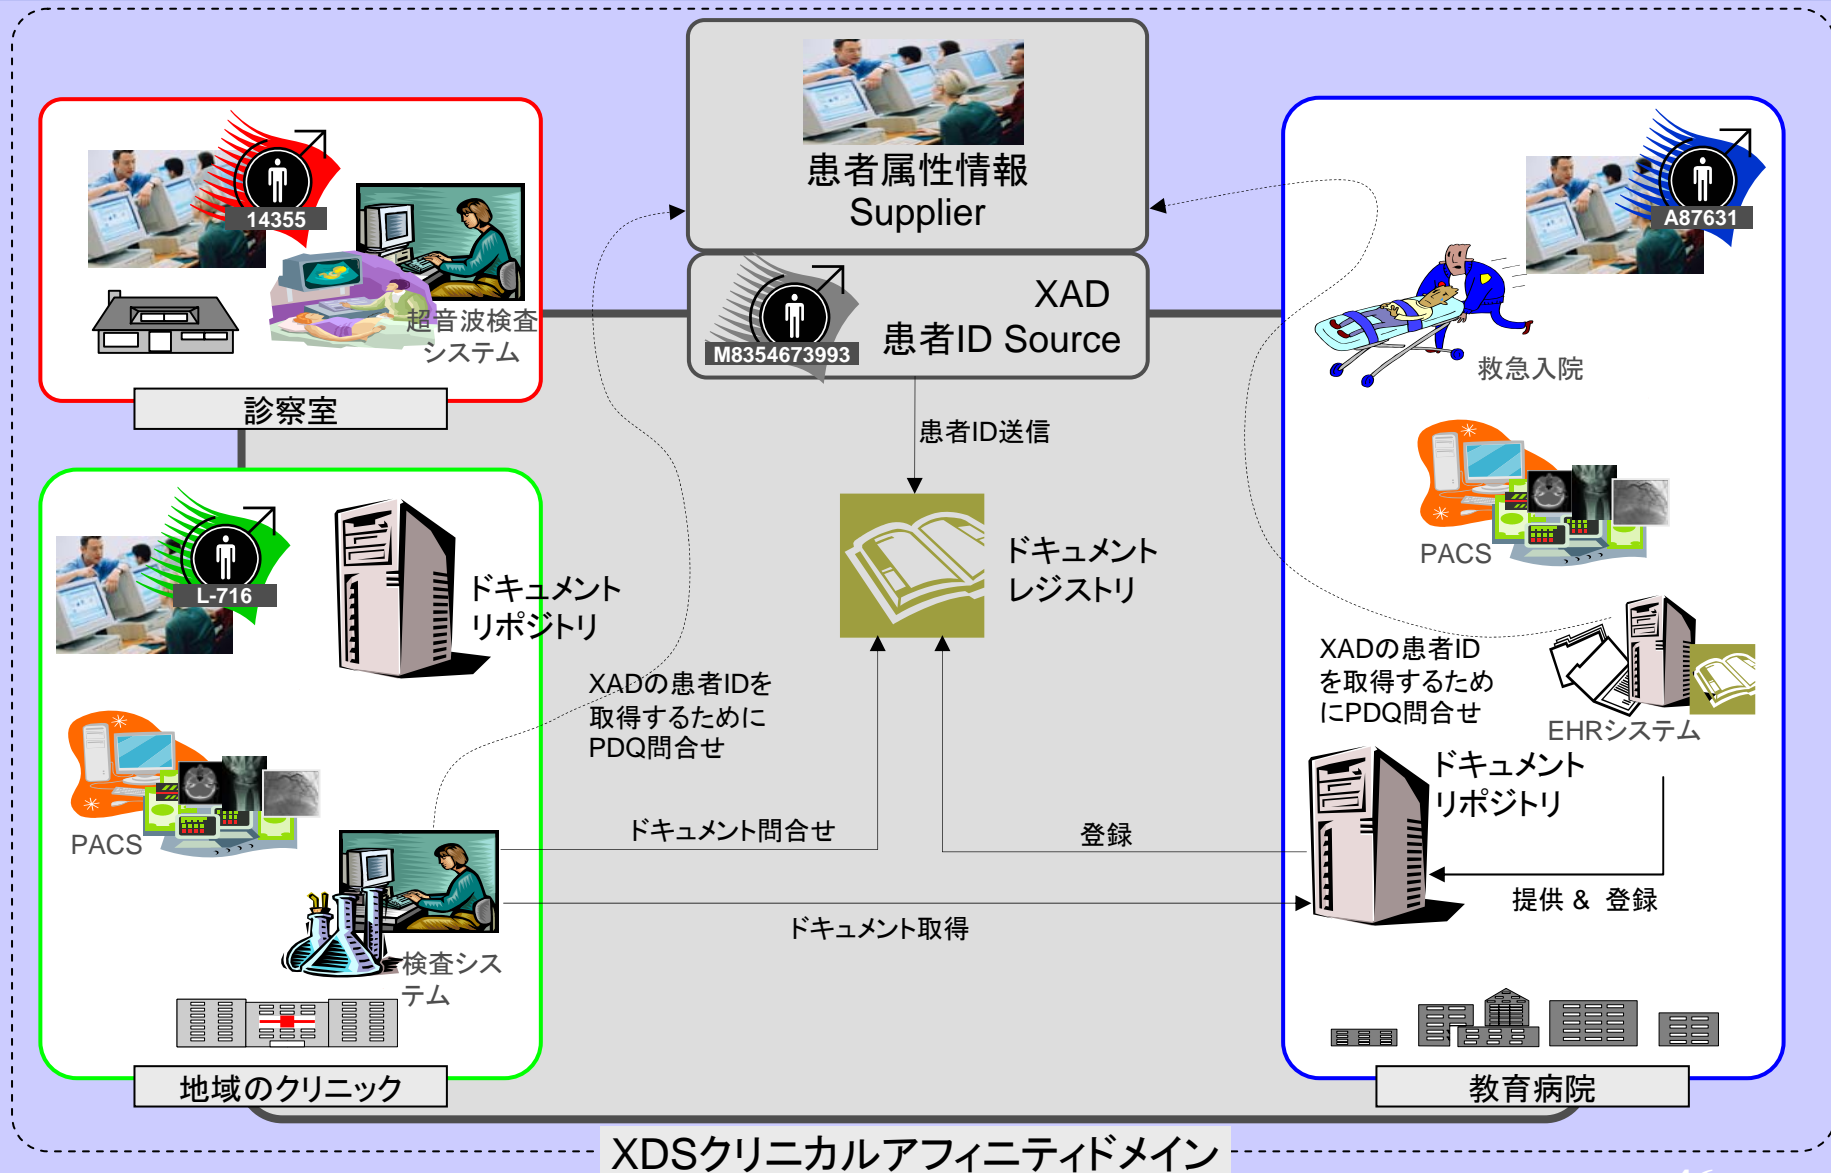 患者属性情報
Supplier
XAD
患者ID Source
M8354673993
14355
超音波検査
システム
診察室
A87631
救急入院
PACS
患者ID送信
ドキュメント
レジストリ
L-716
ドキュメント
リポジトリ
XADの患者IDを
取得するために
PDQ問合せ
PACS
検査シス
テム
地域のクリニック
ドキュメント問合せ
登録
ドキュメント取得
XADの患者ID
を取得するため
にPDQ問合せ
EHRシステム
ドキュメント
リポジトリ
提供 & 登録
教育病院
XDSクリニカルアフィニティドメイン